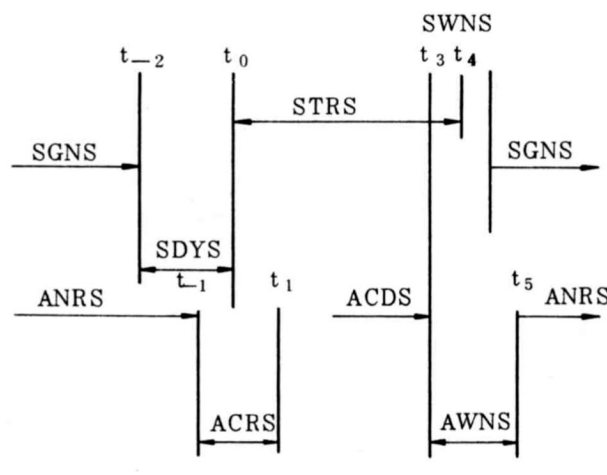 SWNS
t—2 t0 t3 t4
STRS
SGNS SGNS
SDYS
t—1 t1 t5
ANRS ACDS ANRS
ACRS AWNS